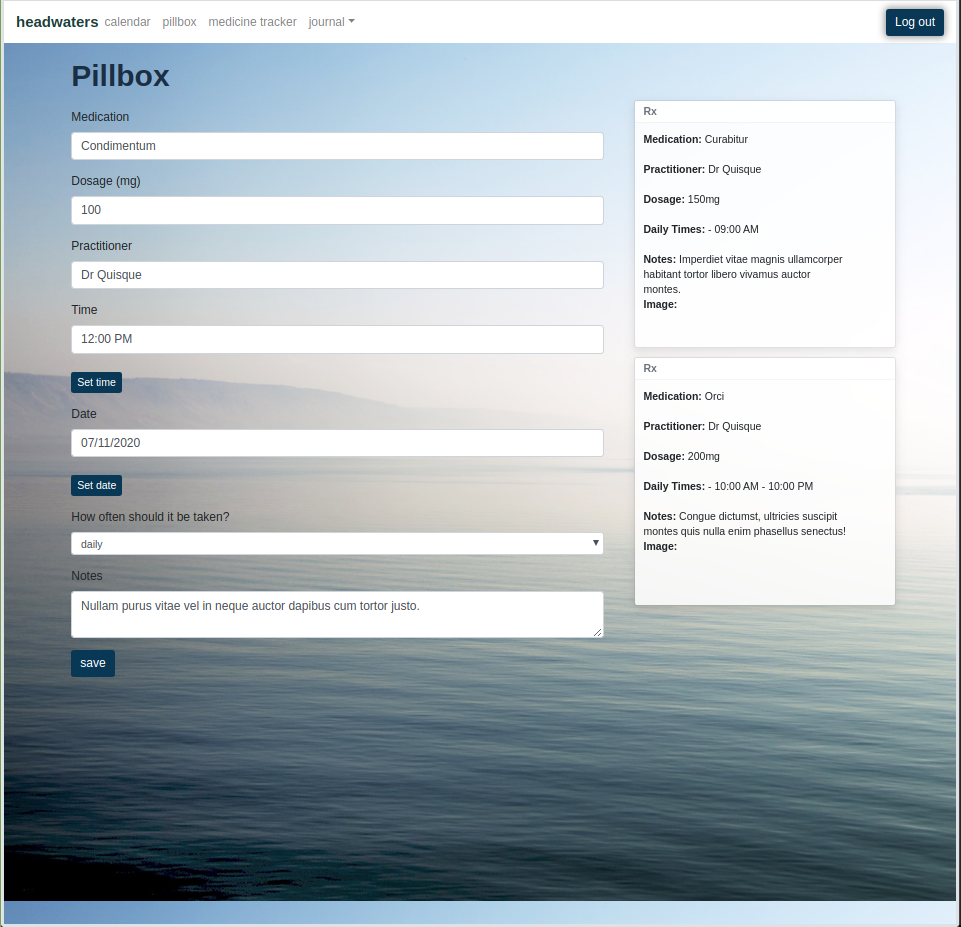 headwaters calendar pillbox medicine tracker journal Log out
Pillbox
Medication
Condimentum
Dosage (mg)
100
Practitioner
Dr Quisque
Time
12:00 PM
Set time
Date
07/11/2020
Set date
How often should it be taken?
daily
Notes
Nullam purus vitae vel in neque auctor dapibus cum tortor justo.
save
Rx
Medication: Curabitur
Practitioner: Dr Quisque
Dosage: 150mg
Daily Times: - 09:00 AM
Notes: Imperdiet vitae magnis ullamcorper
habitant tortor libero vivamus auctor
montes.
Image:
Rx
Medication: Orci
Practitioner: Dr Quisque
Dosage: 200mg
Daily Times: - 10:00 AM - 10:00 PM
Notes: Congue dictumst, ultricies suscipit
montes quis nulla enim phasellus senectus!
Image: